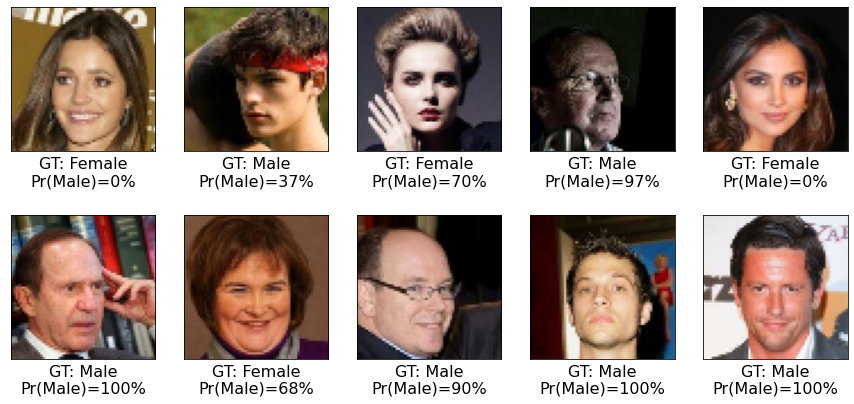 GT: Female
Pr(Male)=0%
GT: Male
Pr(Male)=37%
GT: Female
Pr(Male)=70%
GT: Male
Pr(Male)=97%
GT: Female
Pr(Male)=0%
YA
GT: Male
Pr(Male)=100%
GT: Female
Pr(Male)=68%
GT: Male
Pr(Male)=90%
GT: Male
Pr(Male)=100%
GT: Male
Pr(Male)=100%